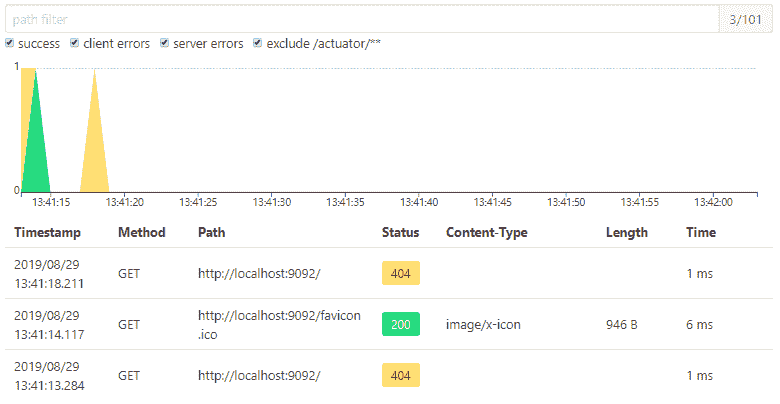 path filter 3/101
success client errors server errors exclude /actuator/**
1
0
13:41:15 13:41:20 13:41:25 13:41:30 13:41:35 13:41:40 13:41:45 13:41:50 13:41:55 13:42:00
Timestamp Method Path Status Content-Type Length Time
2019/08/29
13:41:18.211 GET http://localhost:9092/ 404 1 ms
2019/08/29
13:41:14.117 GET http://localhost:9092/favicon
.ico 200 image/x-icon 946 B 6 ms
2019/08/29
13:41:13.284 GET http://localhost:9092/ 404 1 ms